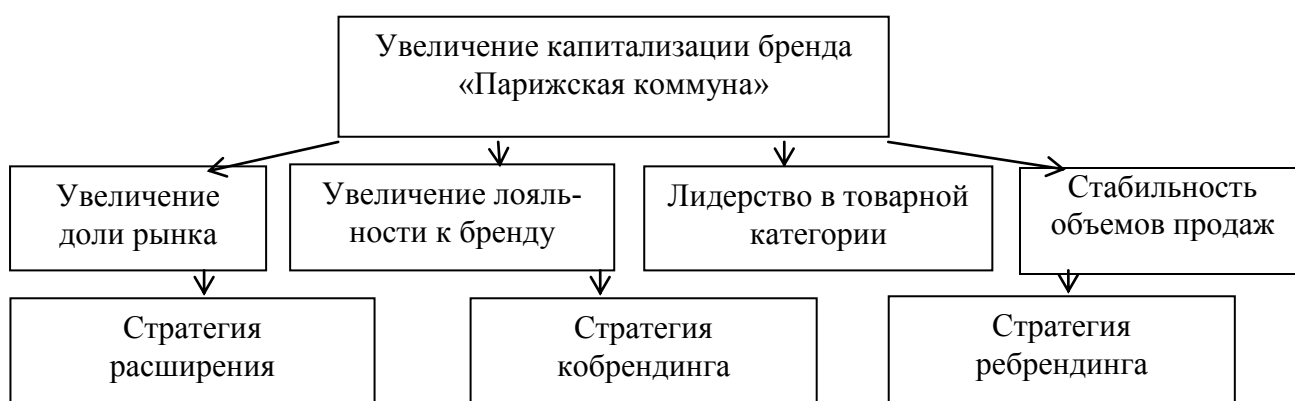 Увеличение капитализации бренда
«Парижская коммуна»
Увеличение
доли рынка
Увеличение лояль-
ности к бренду
Лидерство в товарной
категории
Стабильность
объемов продаж
Стратегия
расширения
Стратегия
кобрендинга
Стратегия
ребрендинга